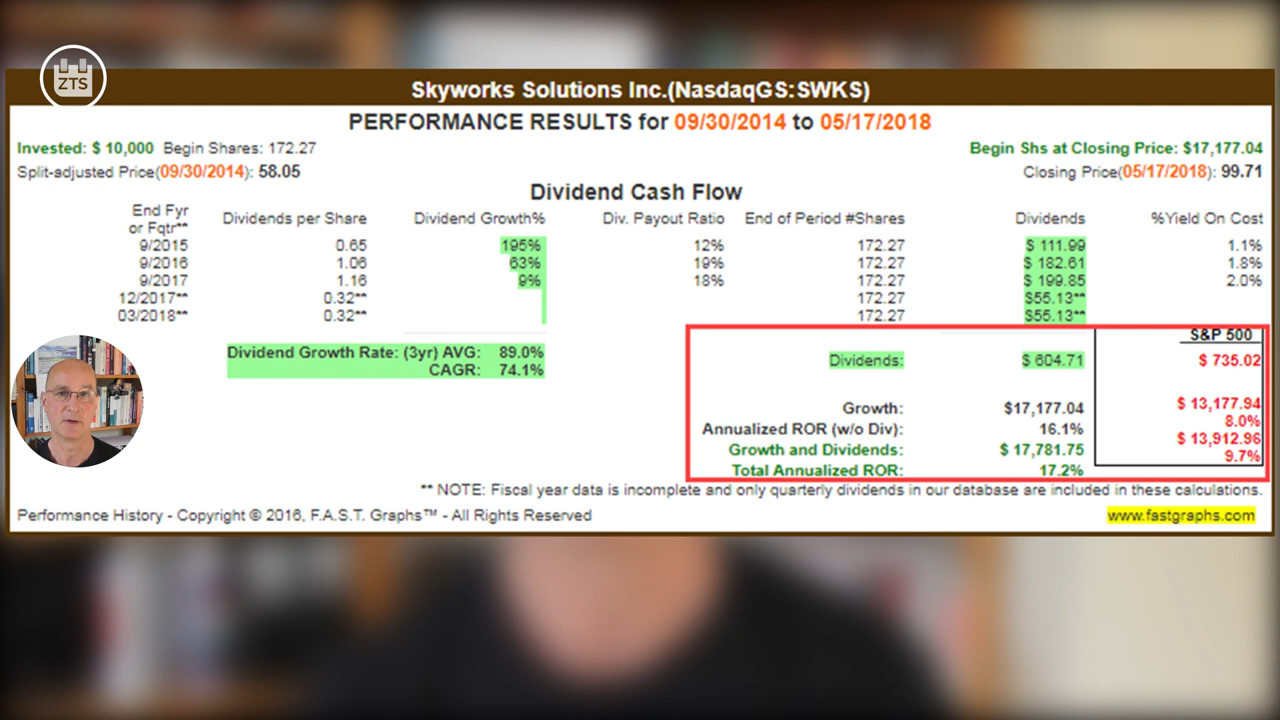 ZTS
Skyworks Solutions Inc.(NasdaqGS:SWKS)
PERFORMANCE RESULTS for 09/30/2014 to 05/17/2018
Invested: $ 10,000 Begin Shares: 172.27 Begin Shs at Closing Price: $17,177.04
Split-adjusted Price(09/30/2014): 58.05 Closing Price(05/17/2018): 99.71
Dividend Cash Flow
End Fyr
or Fqtr** Dividends per Share Dividend Growth% Div. Payout Ratio End of Period #Shares Dividends %Yield On Cost
9/2015 0.65 195% 12% 172.27 $ 111.99 1.1%
9/2016 1.06 63% 19% 172.27 $ 182.61 1.8%
9/2017 1.16 9% 18% 172.27 $ 199.85 2.0%
12/2017** 0.32** 172.27 $55.13**
03/2018** 0.32** 172.27 $55.13**
S&P 500
Dividend Growth Rate: (3yr) AVG: 89.0% Dividends: $ 604.71 $ 735.02
CAGR: 74.1%
Growth: $17,177.04 $ 13,177.94
Annualized ROR (w/o Div): 16.1% 8.0%
Growth and Dividends: $ 17,781.75 $ 13,912.96
Total Annualized ROR: 17.2% 9.7%
** NOTE: Fiscal year data is incomplete and only quarterly dividends in our database are included in these calculations.
Performance History - Copyright © 2016, F.A.S.T. Graphs™ - All Rights Reserved www.fastgraphs.com